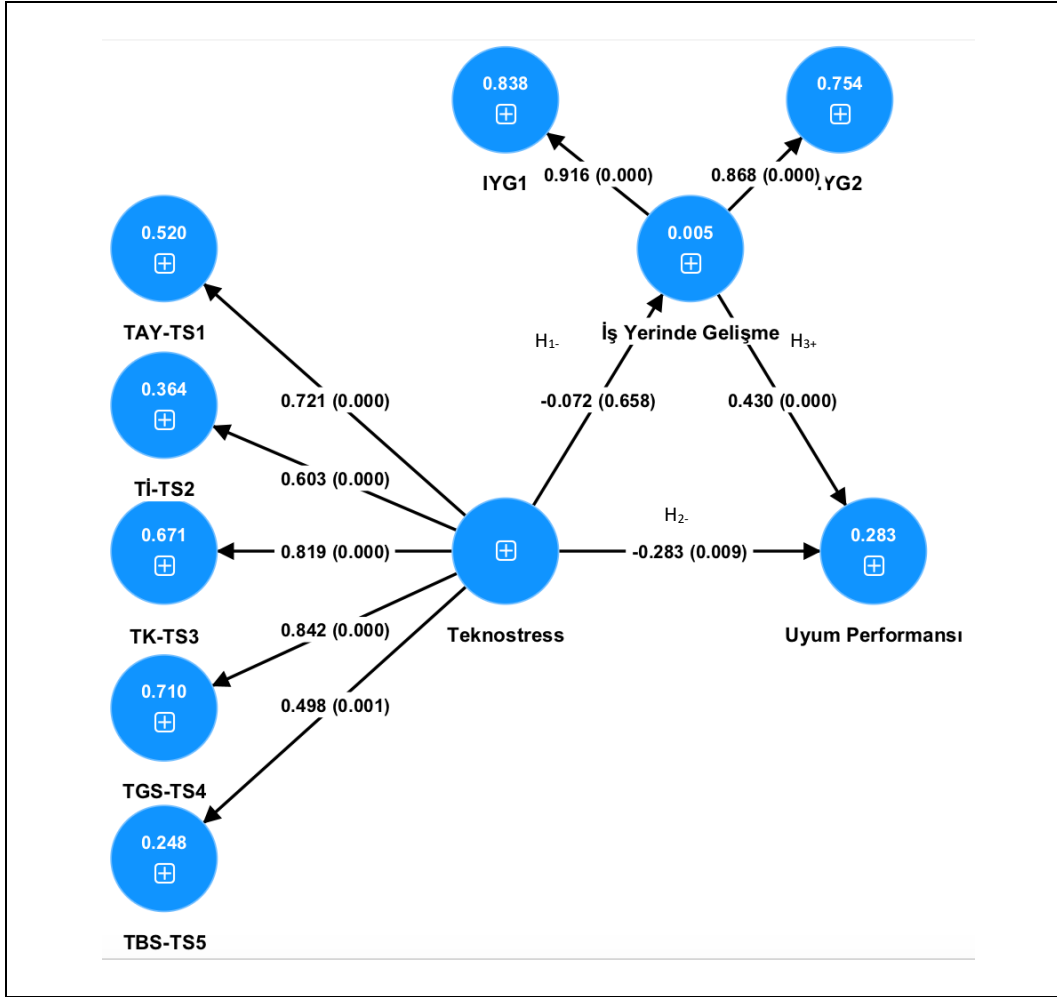 0.838
0.754
IYG1
0.916 (0.000)
0.868 (0.000)
.YG2
0.520
0.005
TAY-TS1
H1-
İş Yerinde Gelişme
H3+
0.364
0.721 (0.000)
-0.072 (0.658)
0.430 (0.000)
Tİ-TS2
0.603 (0.000)
0.671
0.819 (0.000)
H2-
-0.283 (0.009)
0.283
TK-TS3
0.842 (0.000)
Teknostress
Uyum Performansı
0.710
0.498 (0.001)
TGS-TS4
0.248
TBS-TS5